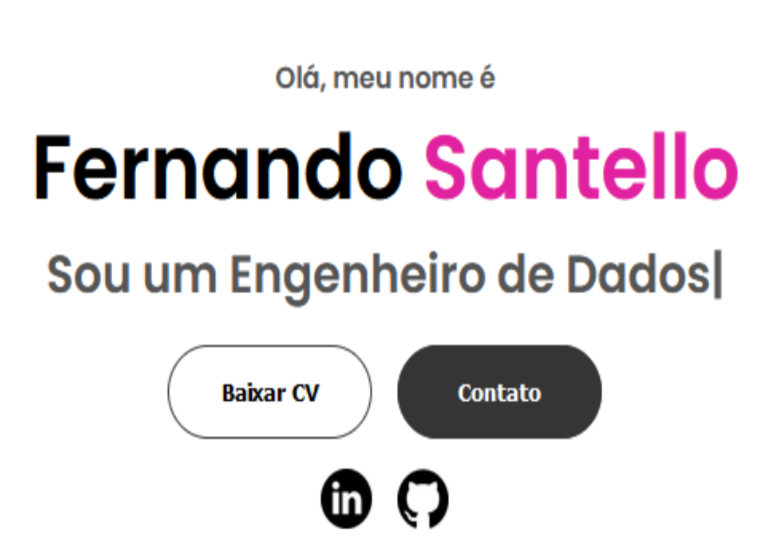 Olá, meu nome é
Fernando Santello
Sou um Engenheiro de Dados|
Baixar CV Contato
in